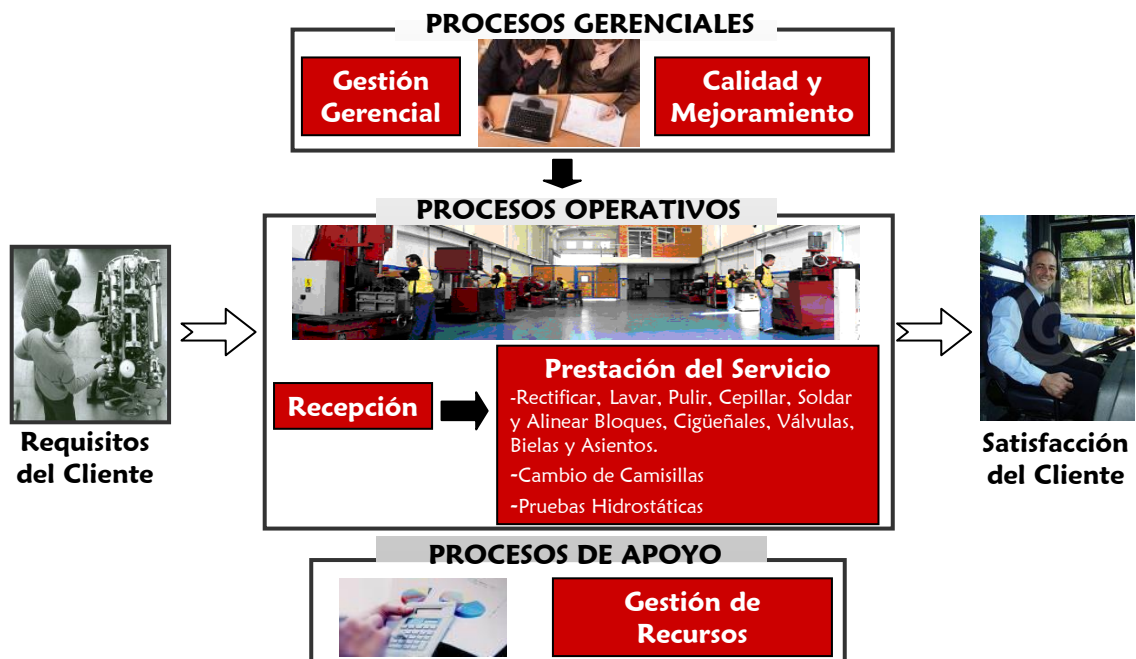 PROCESOS GERENCIALES
Gestión
Gerencial
Calidad y
Mejoramiento
PROCESOS OPERATIVOS
Requisitos
del Cliente
Recepción
Prestación del Servicio
-Rectificar, Lavar, Pulir, Cepillar, Soldar
y Alinear Bloques, Cigüeñales, Válvulas,
Bielas y Asientos.
-Cambio de Camisillas
-Pruebas Hidrostáticas
Satisfacción
del Cliente
PROCESOS DE APOYO
Gestión de
Recursos